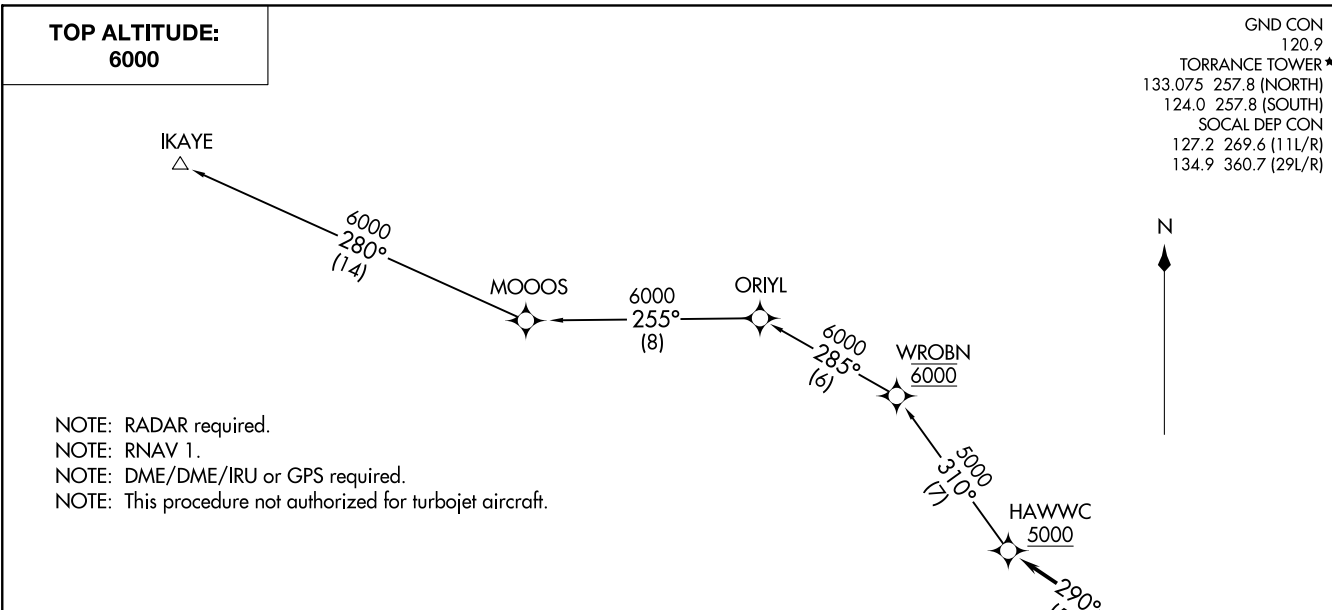 TOP ALTITUDE:
6000
GND CON
120.9
TORRANCE TOWER★
133.075 257.8 (NORTH)
124.0 257.8 (SOUTH)
SOCAL DEP CON
127.2 269.6 (11L/R)
134.9 360.7 (29L/R)
IKAYE
6000
280°
(14)
MOOOS
6000
255°
(8)
ORIYL
6000
285°
(6)
WROBN
6000
N
5000
310°
(7)
HAWWC
5000
290°
NOTE: RADAR required.
NOTE: RNAV 1.
NOTE: DME/DME/IRU or GPS required.
NOTE: This procedure not authorized for turbojet aircraft.